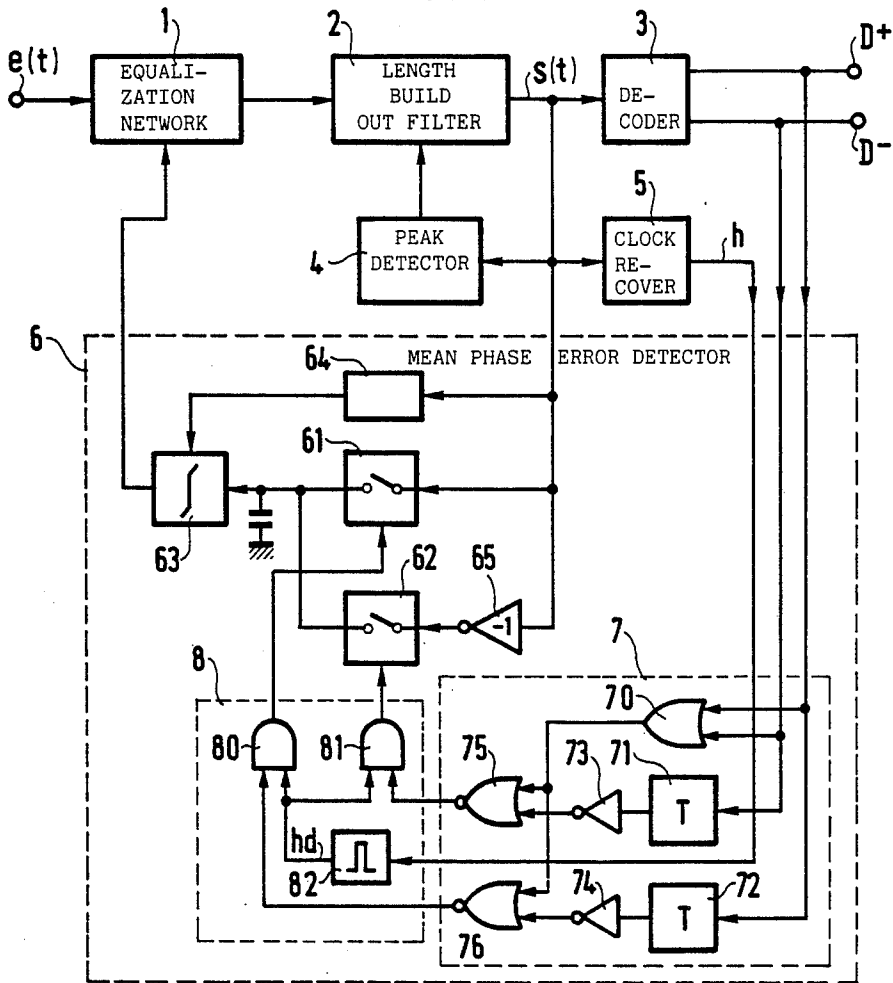 1
2
3
D+
e(t)
EQUALI-
ZATION
NETWORK
LENGTH
BUILD
OUT FILTER
s(t)
DE-
CODER
D-
5
4
PEAK
DETECTOR
CLOCK
RE-
COVER
h
6
MEAN PHASE ERROR DETECTOR
64
61
63
62
65
-1
7
8
70
80
81
75
73
71
T
hd
82
74
72
T
76